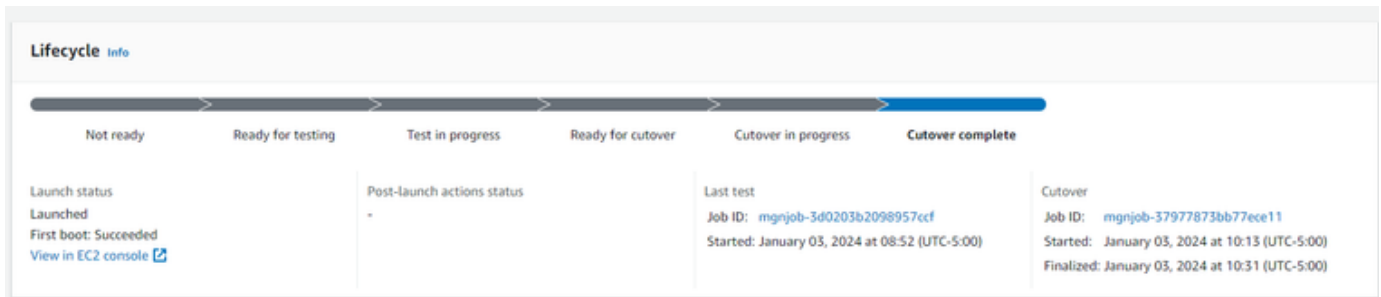 Lifecycle Info
Not ready Ready for testing Test in progress Ready for cutover Cutover in progress Cutover complete
Launch status
Launched
First boot: Succeeded
View in EC2 console
Post-launch actions status
-
Last test
Job ID: mgnjob-3d0203b2098957ccf
Started: January 03, 2024 at 08:52 (UTC-5:00)
Cutover
Job ID: mgnjob-37977873bb77ece11
Started: January 03, 2024 at 10:13 (UTC-5:00)
Finalized: January 03, 2024 at 10:31 (UTC-5:00)